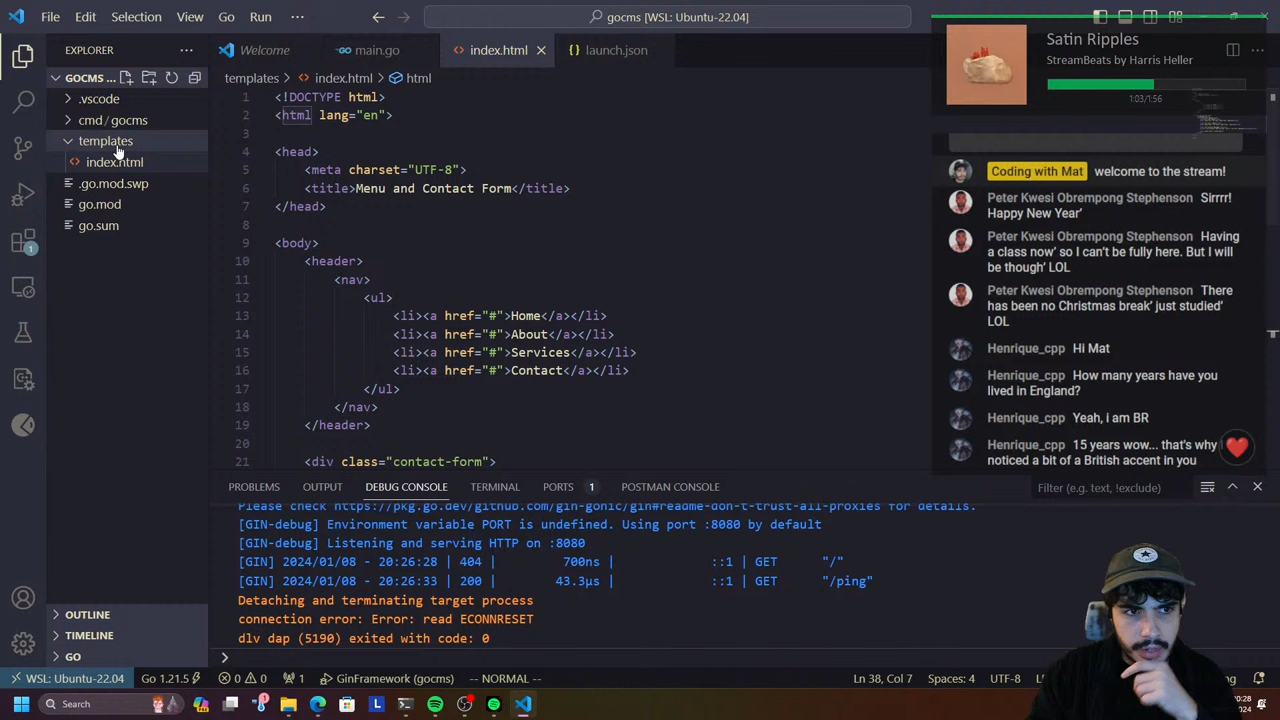 File Edit Selection View Go Run ···
gocms [WSL: Ubuntu-22.04]
EXPLORER
Welcome
main.go
index.html
launch.json
GOCMS ...
.vscode
cmd / gocms
templates
index.html
.go.mod.swp
go.mod
go.sum
OUTLINE
TIMELINE
GO
1
templates > index.html > html
1 <!DOCTYPE html>
2 <html lang="en">
3
4 <head>
5 <meta charset="UTF-8">
6 <title>Menu and Contact Form</title>
7 </head>
8
9 <body>
10 <header>
11 <nav>
12 <ul>
13 <li><a href="#">Home</a></li>
14 <li><a href="#">About</a></li>
15 <li><a href="#">Services</a></li>
16 <li><a href="#">Contact</a></li>
17 </ul>
18 </nav>
19 </header>
20
21 <div class="contact-form">
Satin Ripples
StreamBeats by Harris Heller
1:03/1:56
Coding with Mat welcome to the stream!
Peter Kwesi Obrempong Stephenson Sirrr!
Happy New Year'
Peter Kwesi Obrempong Stephenson Having
a class now' so I can't be fully here. But I will
be though' LOL
Peter Kwesi Obrempong Stephenson There
has been no Christmas break' just studied'
LOL
Henrique_cpp Hi Mat
Henrique_cpp How many years have you
lived in England?
Henrique_cpp Yeah, i am BR
Henrique_cpp 15 years wow... that's why
noticed a bit of a British accent in you
PROBLEMS OUTPUT DEBUG CONSOLE TERMINAL PORTS 1 POSTMAN CONSOLE
Filter (e.g. text, !exclude)
Please check https://pkg.go.dev/github.com/gin-gonic/gin#readme-don-t-trust-all-proxies for details.
[GIN-debug] Environment variable PORT is undefined. Using port :8080 by default
[GIN-debug] Listening and serving HTTP on :8080
[GIN] 2024/01/08 - 20:26:28 | 404 | 700ns | ::1 | GET "/"
[GIN] 2024/01/08 - 20:26:33 | 200 | 43.3µs | ::1 | GET "/ping"
Detaching and terminating target process
connection error: Error: read ECONNRESET
dlv dap (5190) exited with code: 0
WSL: Ubuntu-22.04 Go 1.21.5 0 0 1 GinFramework (gocms) -- NORMAL -- Ln 38, Col 7 Spaces: 4 UTF-8
Search